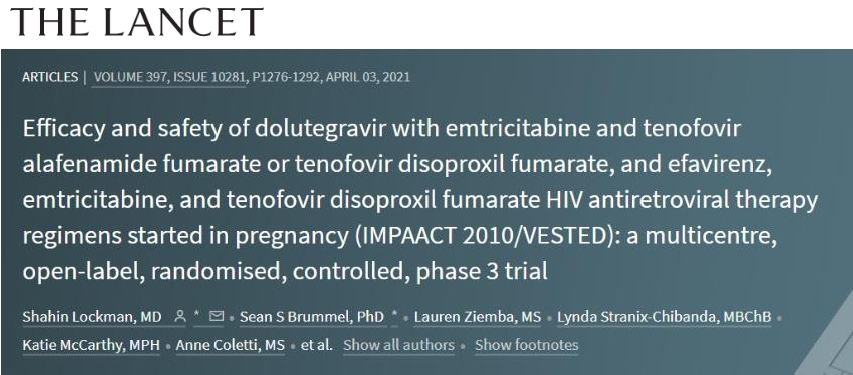 THE LANCET
ARTICLES | VOLUME 397, ISSUE 10281, P1276-1292, APRIL 03, 2021
Efficacy and safety of dolutegravir with emtricitabine and tenofovir
alafenamide fumarate or tenofovir disoproxil fumarate, and efavirenz,
emtricitabine, and tenofovir disoproxil fumarate HIV antiretroviral therapy
regimens started in pregnancy (IMPAACT 2010/VESTED): a multicentre,
open-label, randomised, controlled, phase 3 trial
Shahin Lockman, MD * • Sean S Brummel, PhD * • Lauren Ziemba, MS • Lynda Stranix-Chibanda, MBChB •
Katie McCarthy, MPH • Anne Coletti, MS • et al. Show all authors • Show footnotes